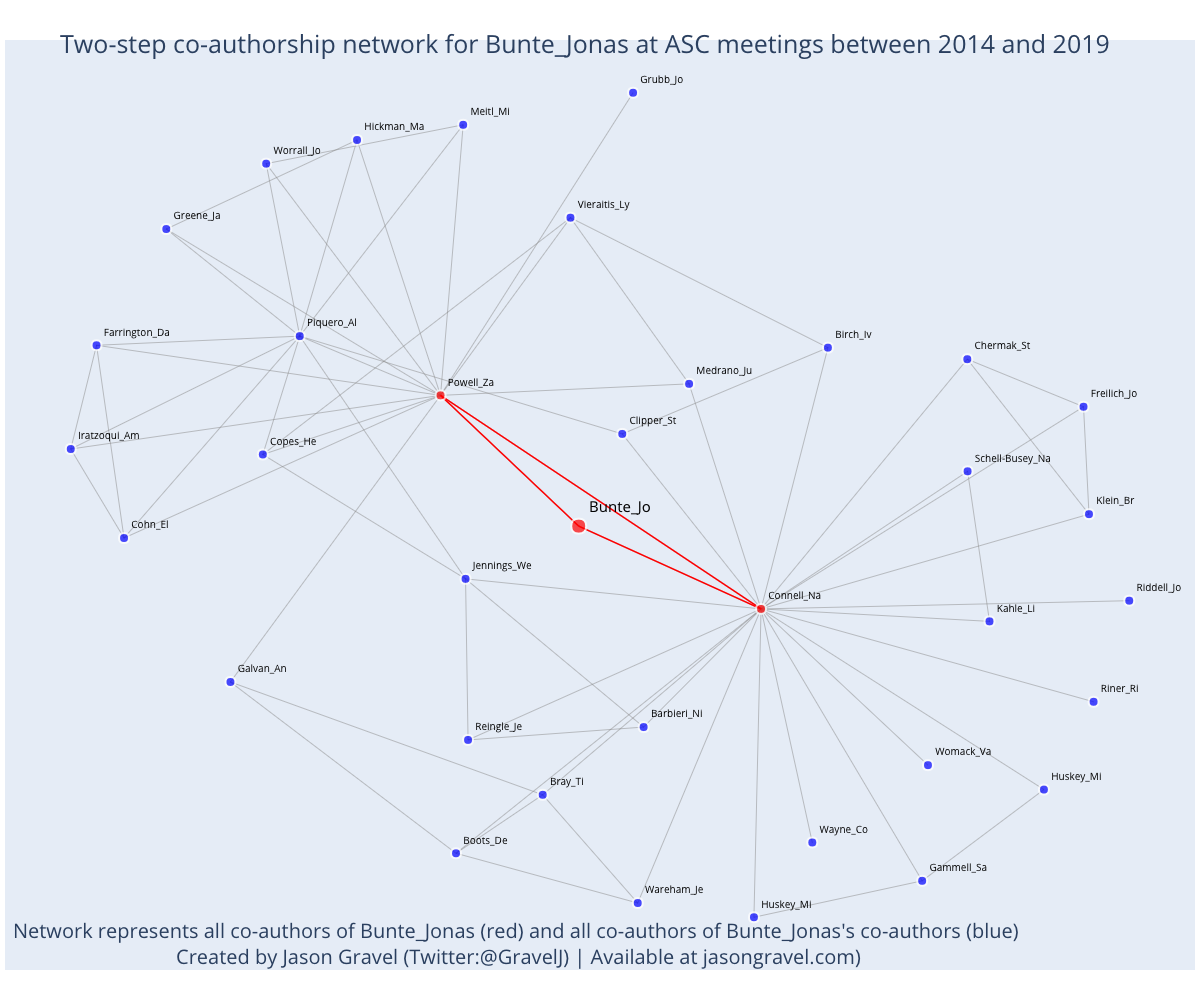 Two-step co-authorship network for Bunte_Jonas at ASC meetings between 2014 and 2019
Grubb_Jo
Meitl_Mi
Hickman_Ma
Worrall_Jo
Vieraitis_Ly
Greene_Ja
Piquero_Al
Farrington_Da
Birch_Iv
Chermak_St
Medrano_Ju
Powell_Za
Freilich_Jo
Clipper_St
Iratzoqui_Am
Copes_He
Schell-Busey_Na
Klein_Br
Bunte_Jo
Cohn_El
Jennings_We
Riddell_Jo
Connell_Na
Kahle_Li
Galvan_An
Riner_Ri
Barbieri_Ni
Reingle_Je
Womack_Va
Huskey_Mi
Bray_Ti
Wayne_Co
Boots_De
Gammell_Sa
Wareham_Je
Huskey_Mi
Network represents all co-authors of Bunte_Jonas (red) and all co-authors of Bunte_Jonas's co-authors (blue)
Created by Jason Gravel (Twitter:@GravelJ) | Available at jasongravel.com)